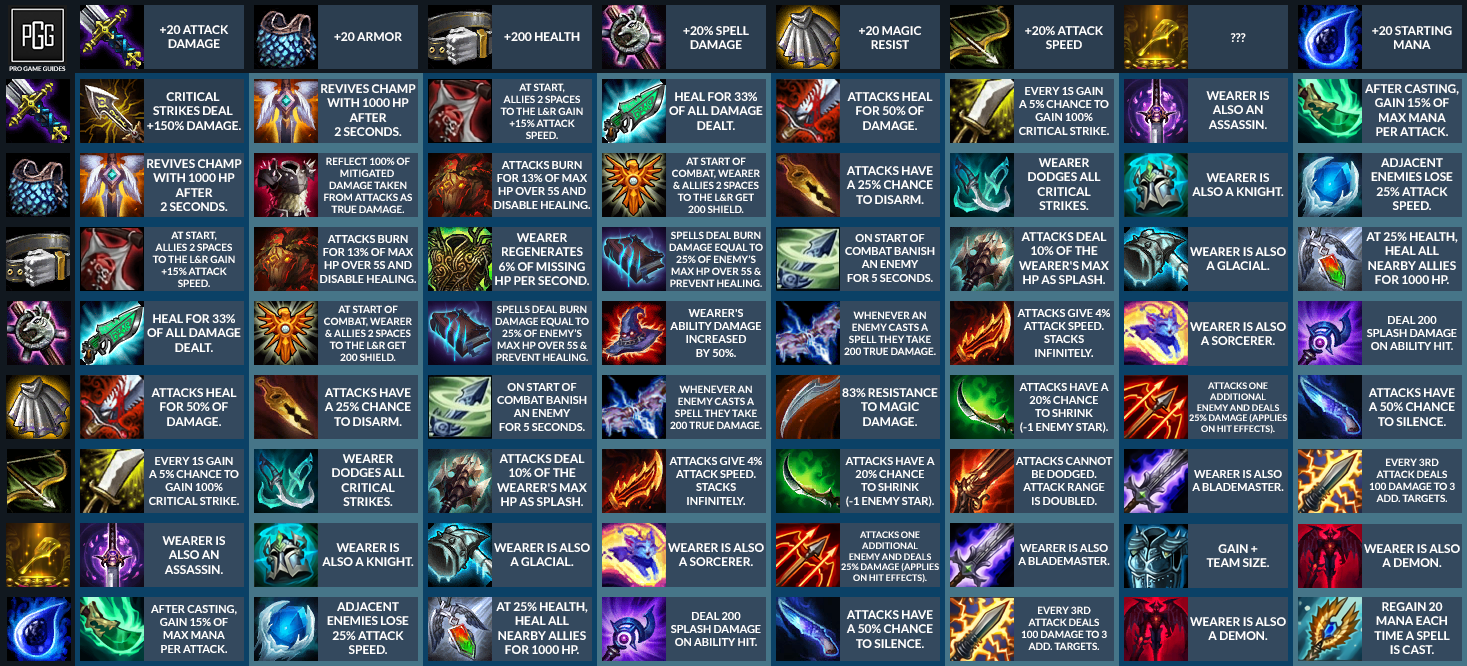 PGG
PRO GAME GUIDES
+20 ATTACK
DAMAGE
+20 ARMOR
+200 HEALTH
+20% SPELL
DAMAGE
+20 MAGIC
RESIST
+20% ATTACK
SPEED
???
+20 STARTING
MANA
CRITICAL
STRIKES DEAL
+150% DAMAGE.
REVIVES CHAMP
WITH 1000 HP
AFTER
2 SECONDS.
AT START,
ALLIES 2 SPACES
TO THE L&R GAIN
+15% ATTACK
SPEED.
HEAL FOR 33%
OF ALL DAMAGE
DEALT.
ATTACKS HEAL
FOR 50% OF
DAMAGE.
EVERY 1S GAIN
A 5% CHANCE TO
GAIN 100%
CRITICAL STRIKE.
WEARER IS
ALSO AN
ASSASSIN.
AFTER CASTING,
GAIN 15% OF
MAX MANA
PER ATTACK.
REVIVES CHAMP
WITH 1000 HP
AFTER
2 SECONDS.
REFLECT 100% OF
MITIGATED
DAMAGE TAKEN
FROM ATTACKS AS
TRUE DAMAGE.
ATTACKS BURN
FOR 13% OF MAX
HP OVER 5S AND
DISABLE HEALING.
AT START OF
COMBAT, WEARER
& ALLIES 2 SPACES
TO THE L&R GET
200 SHIELD.
ATTACKS HAVE
A 25% CHANCE
TO DISARM.
WEARER
DODGES ALL
CRITICAL
STRIKES.
WEARER IS
ALSO A KNIGHT.
ADJACENT
ENEMIES LOSE
25% ATTACK
SPEED.
AT START,
ALLIES 2 SPACES
TO THE L&R GAIN
+15% ATTACK
SPEED.
ATTACKS BURN
FOR 13% OF MAX
HP OVER 5S AND
DISABLE HEALING.
WEARER
REGENERATES
6% OF MISSING
HP PER SECOND.
SPELLS DEAL BURN
DAMAGE EQUAL TO
25% OF ENEMY'S
MAX HP OVER 5S &
PREVENT HEALING.
ON START OF
COMBAT BANISH
AN ENEMY
FOR 5 SECONDS.
ATTACKS DEAL
10% OF THE
WEARER'S MAX
HP AS SPLASH.
WEARER IS ALSO
A GLACIAL.
AT 25% HEALTH,
HEAL ALL
NEARBY ALLIES
FOR 1000 HP.
HEAL FOR 33%
OF ALL DAMAGE
DEALT.
AT START OF
COMBAT, WEARER
& ALLIES 2 SPACES
TO THE L&R GET
200 SHIELD.
SPELLS DEAL BURN
DAMAGE EQUAL TO
25% OF ENEMY'S
MAX HP OVER 5S &
PREVENT HEALING.
WEARER'S
ABILITY DAMAGE
INCREASED
BY 50%.
WHENEVER AN
ENEMY CASTS A
SPELL THEY TAKE
200 TRUE DAMAGE.
ATTACKS GIVE 4%
ATTACK SPEED.
STACKS
INFINITELY.
WEARER IS ALSO
A SORCERER.
DEAL 200
SPLASH DAMAGE
ON ABILITY HIT.
ATTACKS HEAL
FOR 50% OF
DAMAGE.
ATTACKS HAVE
A 25% CHANCE
TO DISARM.
ON START OF
COMBAT BANISH
AN ENEMY
FOR 5 SECONDS.
WHENEVER AN
ENEMY CASTS A
SPELL THEY TAKE
200 TRUE DAMAGE.
83% RESISTANCE
TO MAGIC
DAMAGE.
ATTACKS HAVE A
20% CHANCE
TO SHRINK
(-1 ENEMY STAR).
ATTACKS ONE
ADDITIONAL
ENEMY AND DEALS
25% DAMAGE (APPLIES
ON HIT EFFECTS).
ATTACKS HAVE
A 50% CHANCE
TO SILENCE.
EVERY 1S GAIN
A 5% CHANCE TO
GAIN 100%
CRITICAL STRIKE.
WEARER
DODGES ALL
CRITICAL
STRIKES.
ATTACKS DEAL
10% OF THE
WEARER'S MAX
HP AS SPLASH.
ATTACKS GIVE 4%
ATTACK SPEED.
STACKS
INFINITELY.
ATTACKS HAVE A
20% CHANCE
TO SHRINK
(-1 ENEMY STAR).
ATTACKS CANNOT
BE DODGED.
ATTACK RANGE
IS DOUBLED.
WEARER IS ALSO
A BLADEMASTER.
EVERY 3RD
ATTACK DEALS
100 DAMAGE TO 3
ADD. TARGETS.
WEARER IS
ALSO AN
ASSASSIN.
WEARER IS
ALSO A KNIGHT.
WEARER IS ALSO
A GLACIAL.
WEARER IS ALSO
A SORCERER.
ATTACKS ONE
ADDITIONAL
ENEMY AND DEALS
25% DAMAGE (APPLIES
ON HIT EFFECTS).
WEARER IS ALSO
A BLADEMASTER.
GAIN +
TEAM SIZE.
WEARER IS ALSO
A DEMON.
AFTER CASTING,
GAIN 15% OF
MAX MANA
PER ATTACK.
ADJACENT
ENEMIES LOSE
25% ATTACK
SPEED.
AT 25% HEALTH,
HEAL ALL
NEARBY ALLIES
FOR 1000 HP.
DEAL 200
SPLASH DAMAGE
ON ABILITY HIT.
ATTACKS HAVE
A 50% CHANCE
TO SILENCE.
EVERY 3RD
ATTACK DEALS
100 DAMAGE TO 3
ADD. TARGETS.
WEARER IS ALSO
A DEMON.
REGAIN 20
MANA EACH
TIME A SPELL
IS CAST.